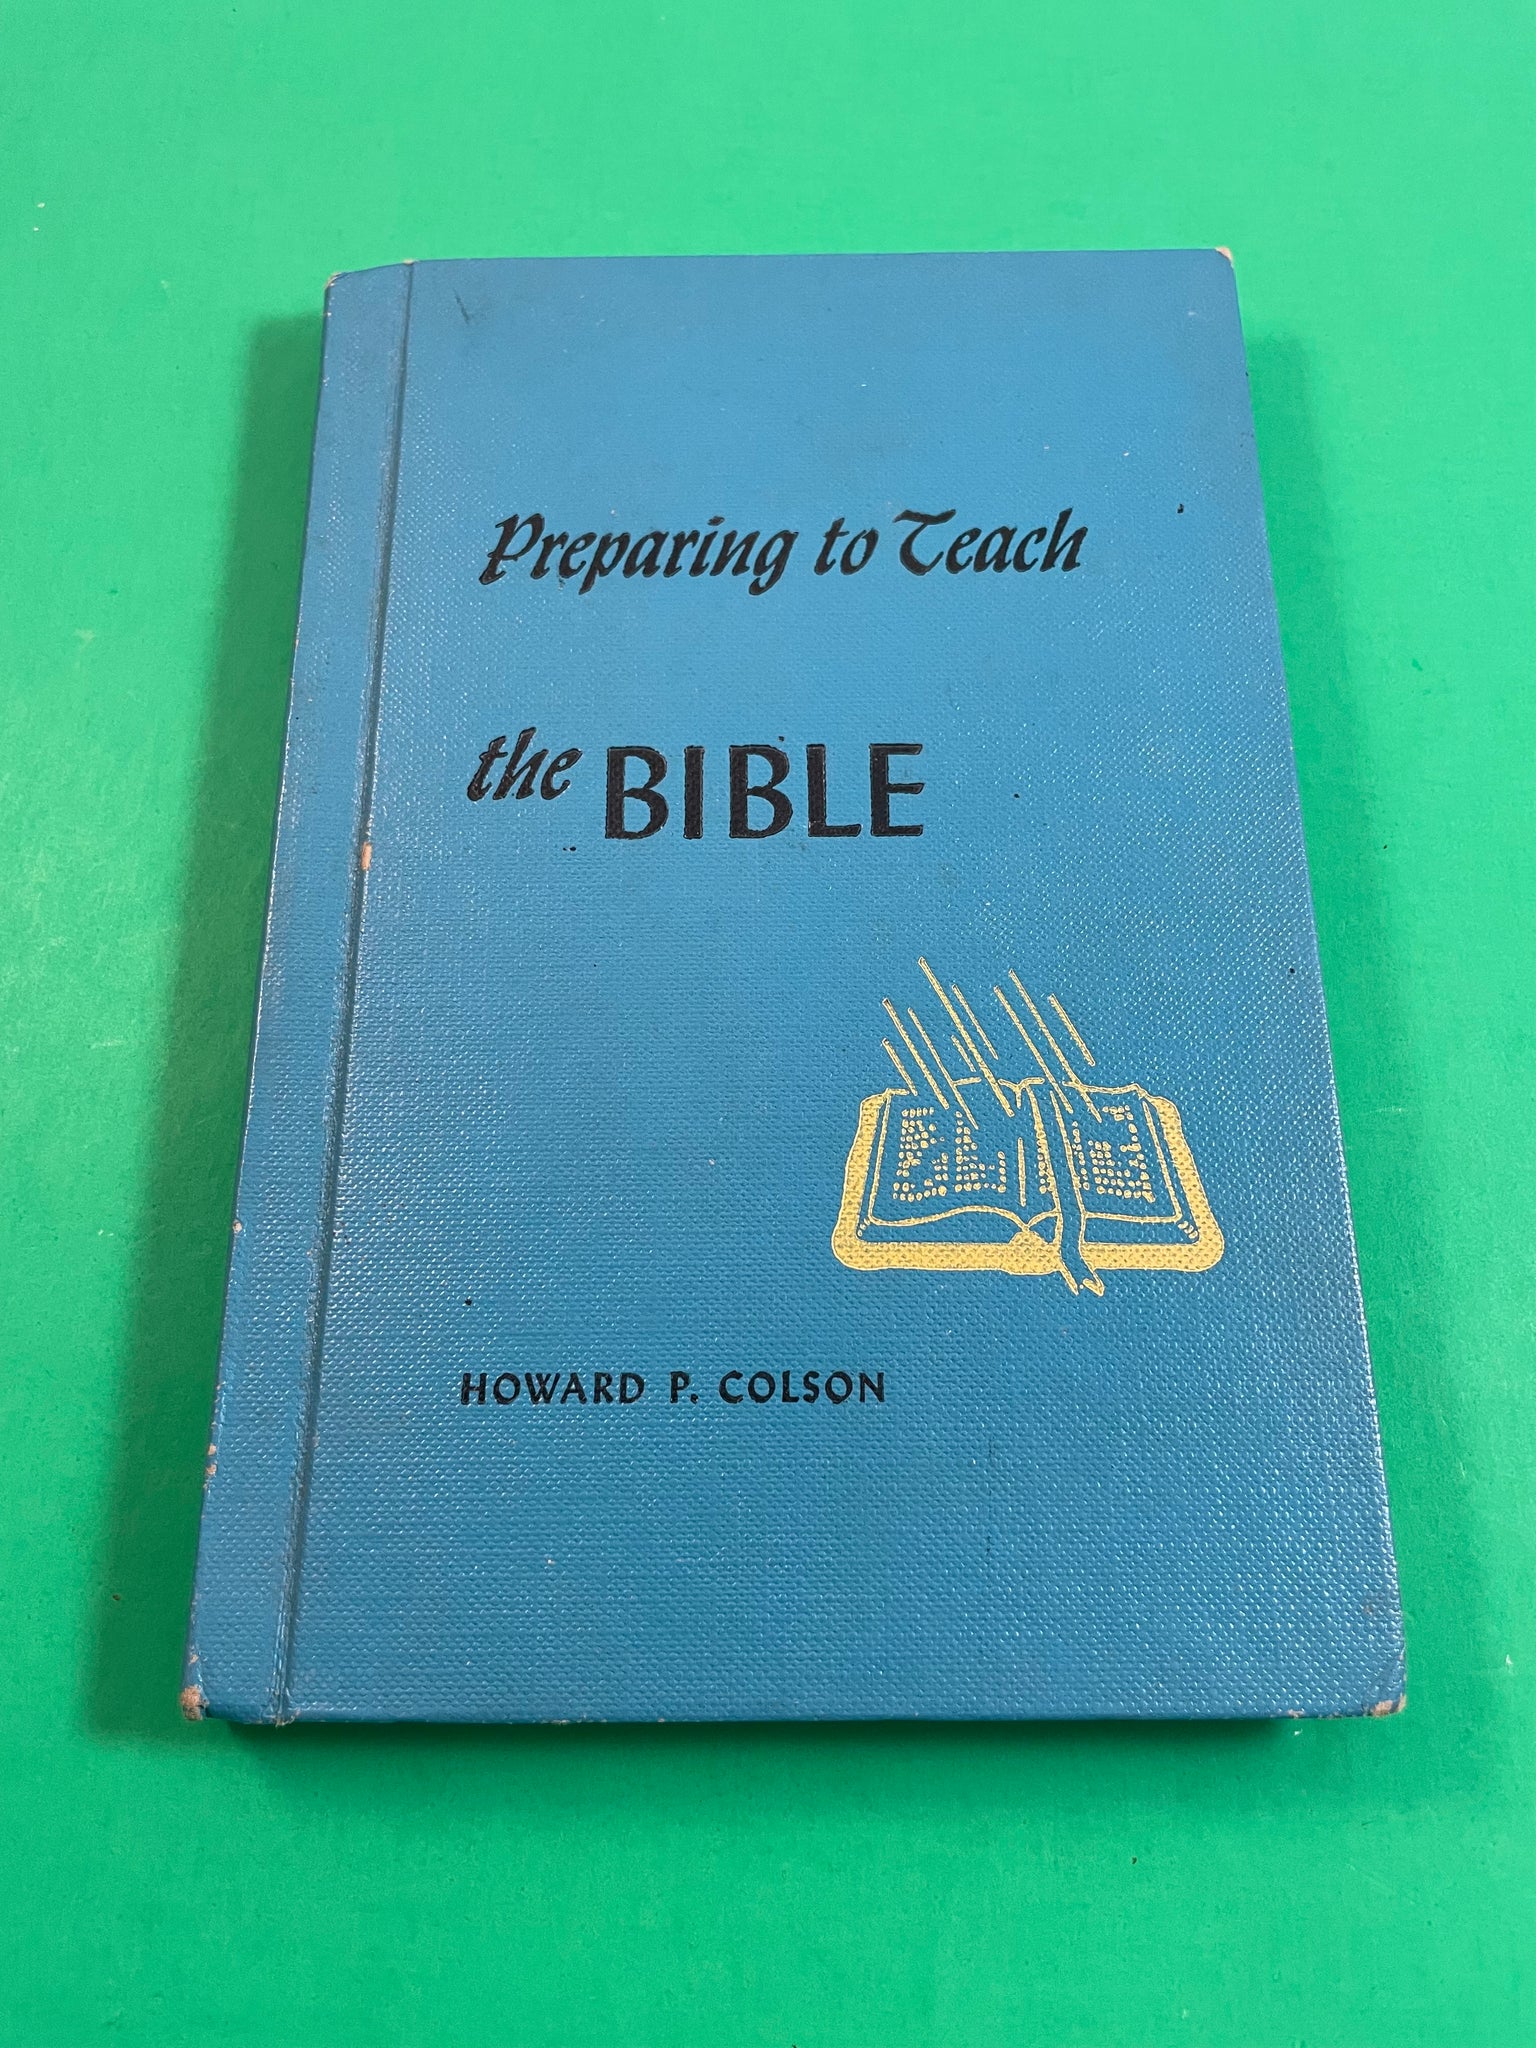 Preparing to Teach
the BIBLE
HOWARD P. COLSON